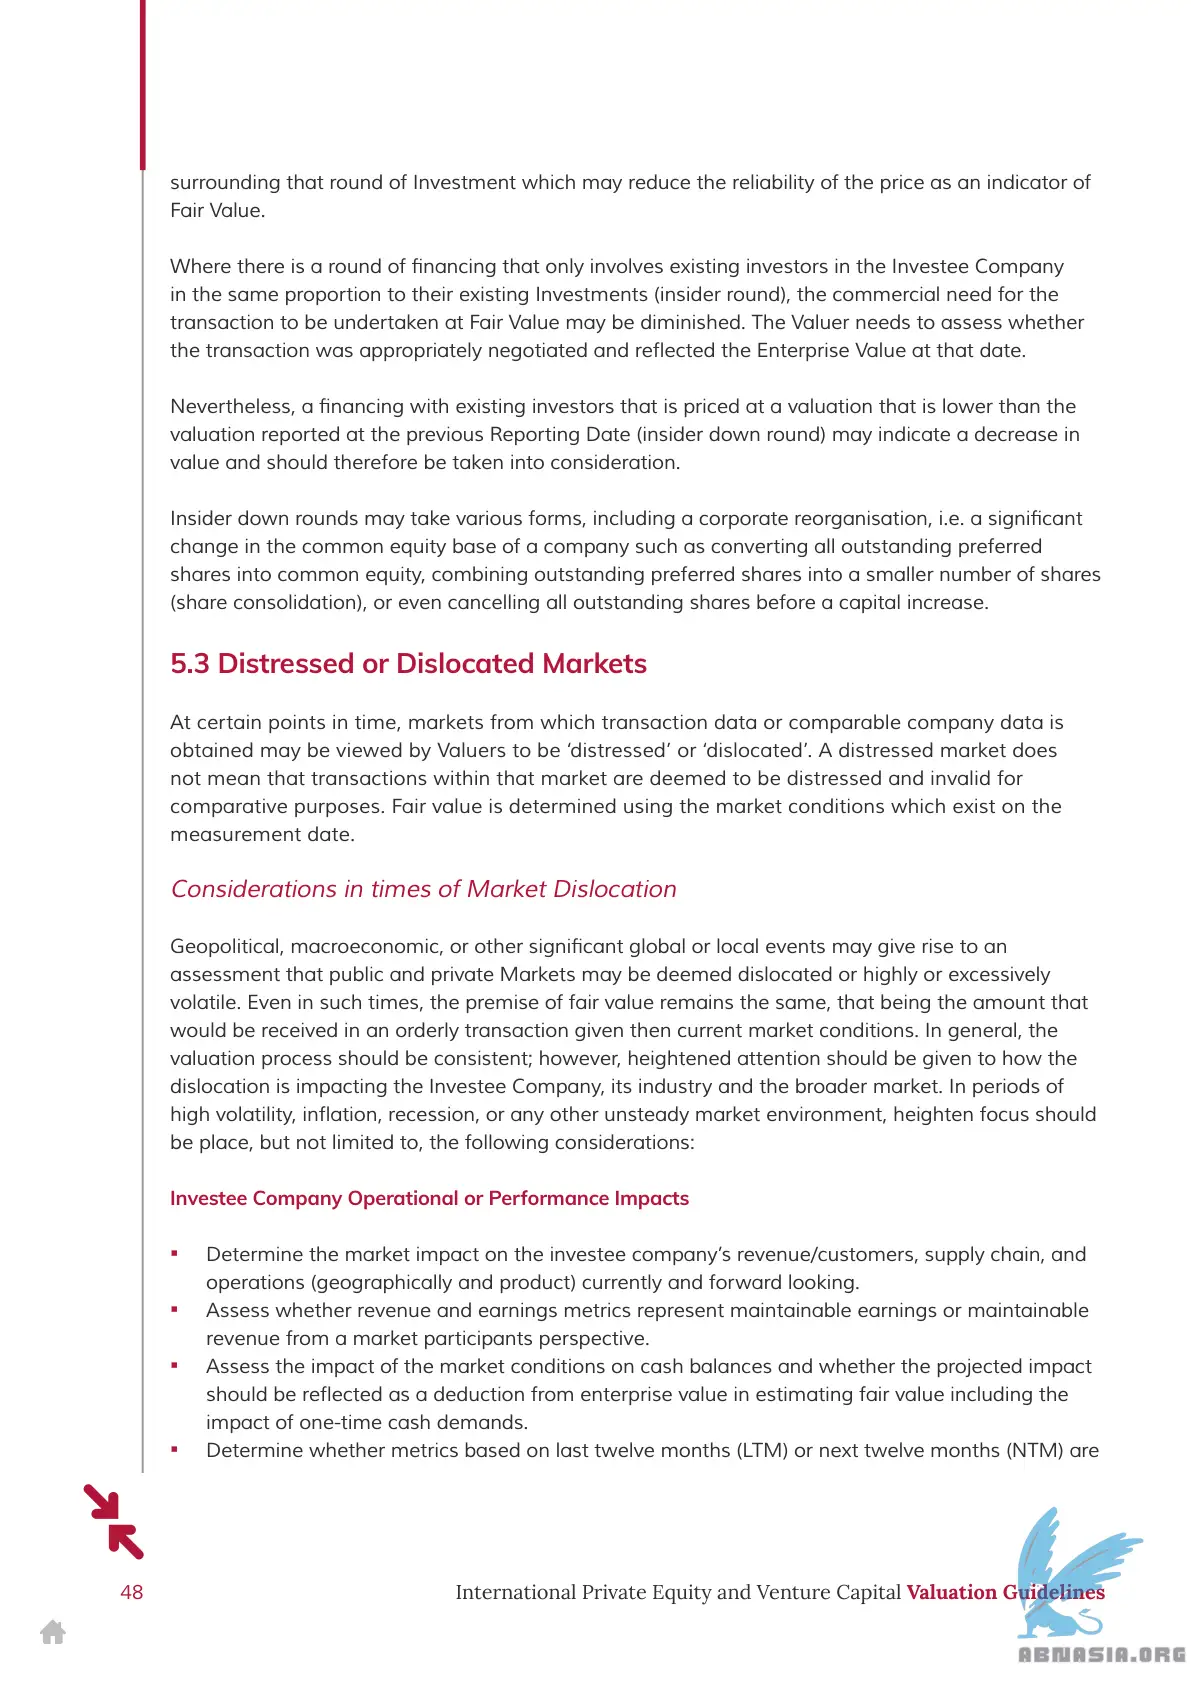 surrounding that round of Investment which may reduce the reliability of the price as an indicator of
Fair Value.
Where there is a round of financing that only involves existing investors in the Investee Company
in the same proportion to their existing Investments (insider round), the commercial need for the
transaction to be undertaken at Fair Value may be diminished. The Valuer needs to assess whether
the transaction was appropriately negotiated and reflected the Enterprise Value at that date.
Nevertheless, a financing with existing investors that is priced at a valuation that is lower than the
valuation reported at the previous Reporting Date (insider down round) may indicate a decrease in
value and should therefore be taken into consideration.
Insider down rounds may take various forms, including a corporate reorganisation, i.e. a significant
change in the common equity base of a company such as converting all outstanding preferred
shares into common equity, combining outstanding preferred shares into a smaller number of shares
(share consolidation), or even cancelling all outstanding shares before a capital increase.
5.3 Distressed or Dislocated Markets
At certain points in time, markets from which transaction data or comparable company data is
obtained may be viewed by Valuers to be ‘distressed’ or ‘dislocated’. A distressed market does
not mean that transactions within that market are deemed to be distressed and invalid for
comparative purposes. Fair value is determined using the market conditions which exist on the
measurement date.
Considerations in times of Market Dislocation
Geopolitical, macroeconomic, or other significant global or local events may give rise to an
assessment that public and private Markets may be deemed dislocated or highly or excessively
volatile. Even in such times, the premise of fair value remains the same, that being the amount that
would be received in an orderly transaction given then current market conditions. In general, the
valuation process should be consistent; however, heightened attention should be given to how the
dislocation is impacting the Investee Company, its industry and the broader market. In periods of
high volatility, inflation, recession, or any other unsteady market environment, heighten focus should
be place, but not limited to, the following considerations:
Investee Company Operational or Performance Impacts
▪ Determine the market impact on the investee company’s revenue/customers, supply chain, and
operations (geographically and product) currently and forward looking.
▪ Assess whether revenue and earnings metrics represent maintainable earnings or maintainable
revenue from a market participants perspective.
▪ Assess the impact of the market conditions on cash balances and whether the projected impact
should be reflected as a deduction from enterprise value in estimating fair value including the
impact of one-time cash demands.
▪ Determine whether metrics based on last twelve months (LTM) or next twelve months (NTM) are
48
International Private Equity and Venture Capital Valuation Guidelines
ABNASIA.ORG